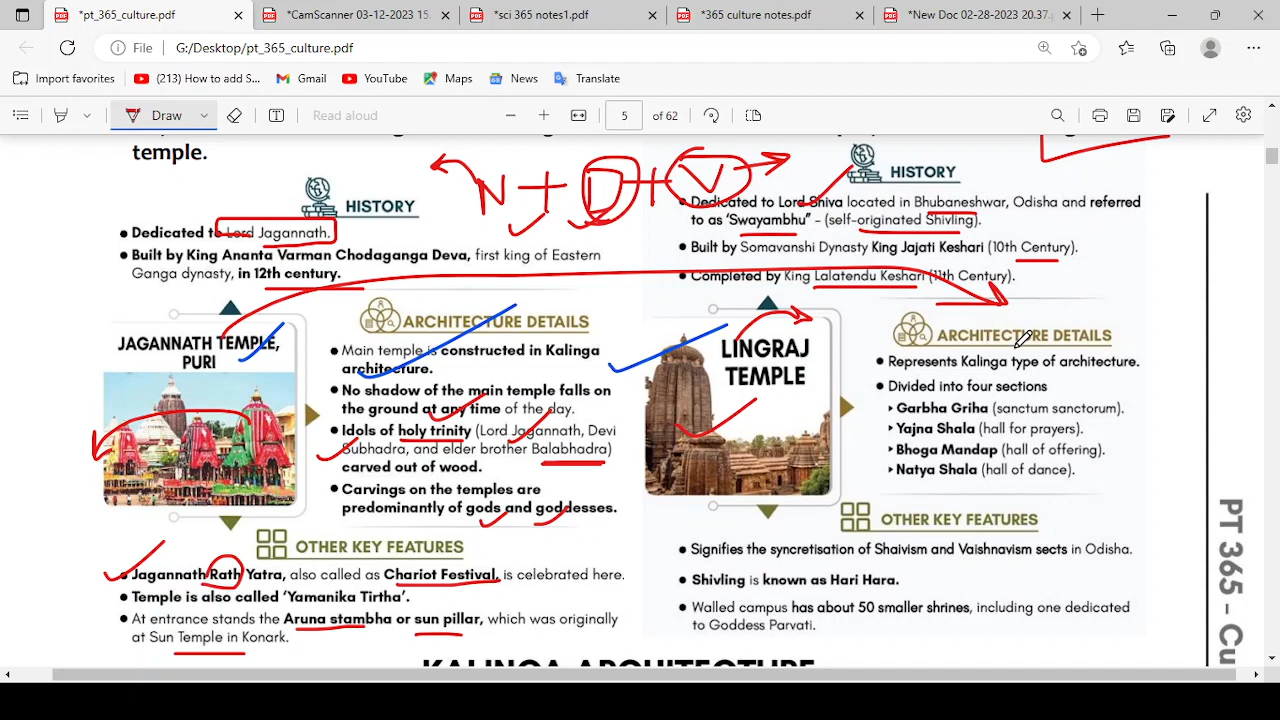 *pt_365_culture.pdf
*CamScanner 03-12-2023 15.
*sci 365 notes1.pdf
*365 culture notes.pdf
*New Doc 02-28-2023 20.37.p
File
G:/Desktop/pt_365_culture.pdf
Import favorites
(213) How to add S...
Gmail
YouTube
Maps
News
Translate
Draw
Read aloud
5
of 62
temple.
N + D + V
HISTORY
• Dedicated to Lord Jagannath.
• Built by King Ananta Varman Chodaganga Deva, first king of Eastern
Ganga dynasty, in 12th century.
JAGANNATH TEMPLE,
PURI
ARCHITECTURE DETAILS
• Main temple is constructed in Kalinga
architecture.
• No shadow of the main temple falls on
the ground at any time of the day.
• Idols of holy trinity (Lord Jagannath, Devi
Subhadra, and elder brother Balabhadra)
carved out of wood.
• Carvings on the temples are
predominantly of gods and goddesses.
OTHER KEY FEATURES
• Jagannath Rath Yatra, also called as Chariot Festival, is celebrated here.
• Temple is also called ‘Yamanika Tirtha’.
• At entrance stands the Aruna stambha or sun pillar, which was originally
at Sun Temple in Konark.
HISTORY
• Dedicated to Lord Shiva located in Bhubaneshwar, Odisha and referred
to as ‘Swayambhu” - (self-originated Shivling).
• Built by Somavanshi Dynasty King Jajati Keshari (10th Century).
• Completed by King Lalatendu Keshari (11th Century).
LINGRAJ
TEMPLE
ARCHITECTURE DETAILS
• Represents Kalinga type of architecture.
• Divided into four sections
‣ Garbha Griha (sanctum sanctorum).
‣ Yajna Shala (hall for prayers).
‣ Bhoga Mandap (hall of offering).
‣ Natya Shala (hall of dance).
OTHER KEY FEATURES
• Signifies the syncretisation of Shaivism and Vaishnavism sects in Odisha.
• Shivling is known as Hari Hara.
• Walled campus has about 50 smaller shrines, including one dedicated
to Goddess Parvati.
PT 365 - Cu
KALINGA ARCHITECTURE